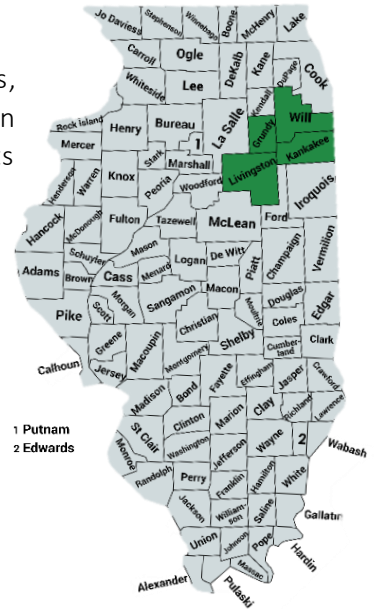 Jo Daviess
Stephenson
Winnebago
Boone
McHenry
Lake
Carroll
Ogle
DeKalb
Kane
DuPage
Cook
Whiteside
Lee
Kendall
Will
s,
n
s
Rock Island
Henry
Bureau
1
La Salle
Grundy
Mercer
Stark
Marshall
Livingston
Kankakee
Henderson
Warren
Knox
Peoria
Woodford
Iroquois
Hancock
McDonough
Fulton
Tazewell
McLean
Ford
Schuyler
Mason
Logan
De Witt
Piatt
Champaign
Vermilion
Adams
Brown
Cass
Menard
Macon
Pike
Scott
Morgan
Sangamon
Christian
Moultrie
Douglas
Edgar
Greene
Macoupin
Shelby
Coles
Clark
Calhoun
Jersey
Montgomery
Cumber-
land
Madison
Bond
Fayette
Effingham
Jasper
Crawford
1 Putnam
2 Edwards
St Clair
Clinton
Marion
Clay
Richland
Lawrence
Monroe
Washington
Jefferson
Wayne
2
Wabash
Randolph
Perry
Franklin
Hamilton
White
Jackson
William-
son
Saline
Gallatin
Union
Johnson
Pope
Hardin
Alexander
Pulaski
Massac